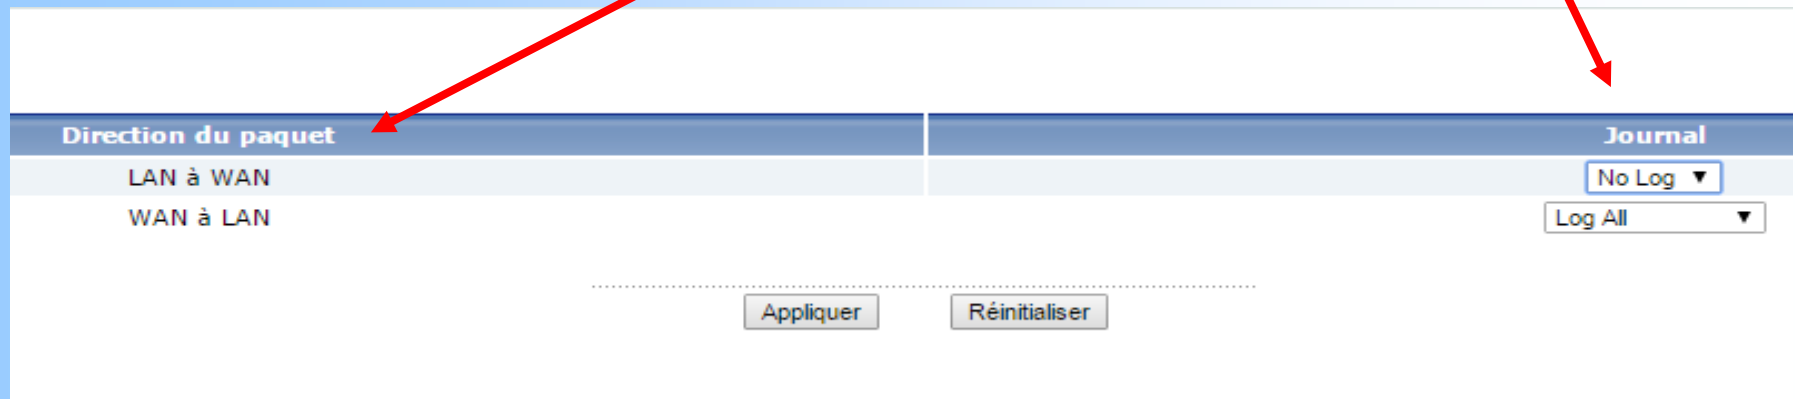 Direction du paquet Journal
LAN à WAN No Log
WAN à LAN Log All
Appliquer Réinitialiser